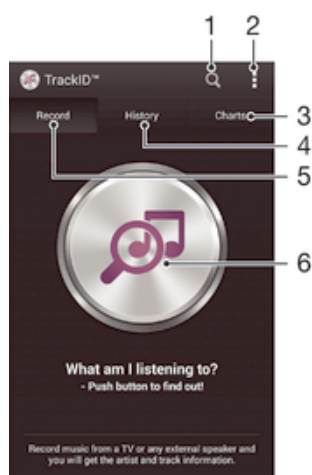 1 2
TrackID™
Record History Charts
3
4
5
6
What am I listening to?
- Push button to find out!
Record music from a TV or any external speaker and
you will get the artist and track information.